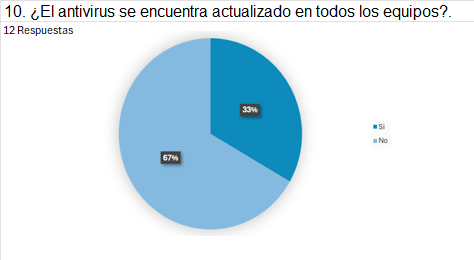 10. ¿El antivirus se encuentra actualizado en todos los equipos?.
12 Respuestas
33%
67%
Si
No